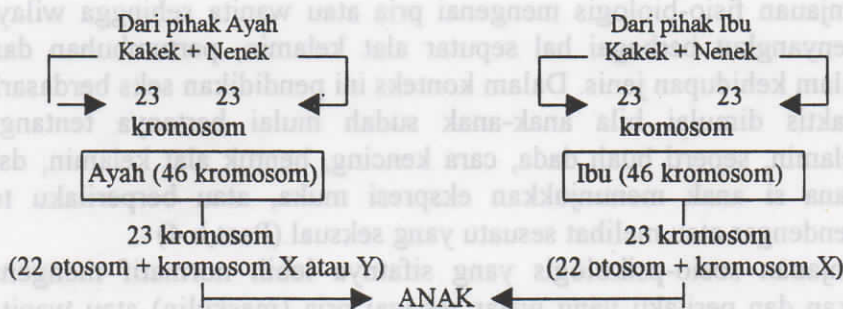 Dari pihak Ayah
Kakek + Nenek
23 23
kromosom
Ayah (46 kromosom)
23 kromosom
(22 otosom + kromosom X atau Y)
Dari pihak ibu
Kakek + Nenek
23 23
kromosom
Ibu (46 kromosom)
23 kromosom
(22 otosom + kromosom X)
ANAK